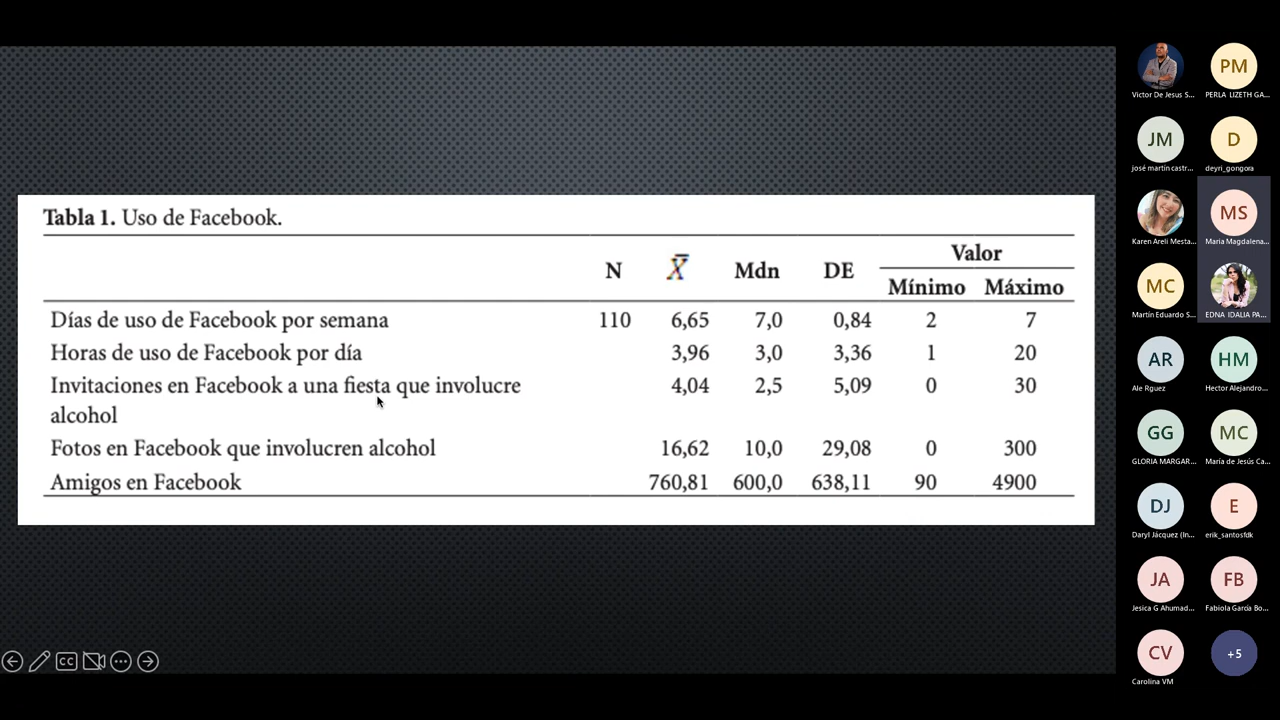 Tabla 1. Uso de Facebook.
N X̄ Mdn DE Valor
Mínimo Máximo
Días de uso de Facebook por semana 110 6,65 7,0 0,84 2 7
Horas de uso de Facebook por día 3,96 3,0 3,36 1 20
Invitaciones en Facebook a una fiesta que involucre 4,04 2,5 5,09 0 30
alcohol
Fotos en Facebook que involucren alcohol 16,62 10,0 29,08 0 300
Amigos en Facebook 760,81 600,0 638,11 90 4900
CC
Victor De Jesus S...
PM
PERLA LIZETH GA...
JM
josé martín castr...
D
deyri_gongora
Karen Areli Mesta...
MS
Maria Magdalena...
MC
Martín Eduardo S...
EDNA IDALIA PA...
AR
Ale Rguez
HM
Hector Alejandro...
GG
GLORIA MARGAR...
MC
María de Jesús Ca...
DJ
Daryl Jácquez (In...
E
erik_santosfdk
JA
Jesica G Ahumad...
FB
Fabiola García Bo...
CV
Carolina VM
+5